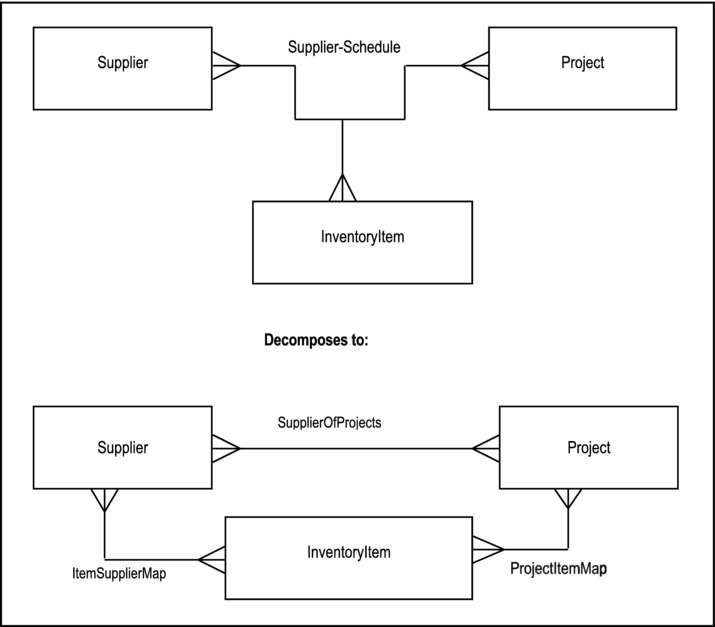 Supplier
Supplier-Schedule
Project
InventoryItem
Decomposes to:
Supplier
SupplierOfProjects
Project
InventoryItem
ItemSupplierMap
ProjectItemMap